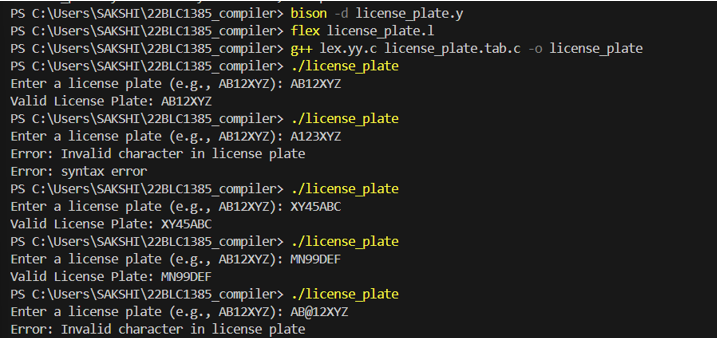 PS C:\Users\SAKSHI\22BLC1385_compiler> bison -d license_plate.y
PS C:\Users\SAKSHI\22BLC1385_compiler> flex license_plate.l
PS C:\Users\SAKSHI\22BLC1385_compiler> g++ lex.yy.c license_plate.tab.c -o license_plate
PS C:\Users\SAKSHI\22BLC1385_compiler> ./license_plate
Enter a license plate (e.g., AB12XYZ): AB12XYZ
Valid License Plate: AB12XYZ
PS C:\Users\SAKSHI\22BLC1385_compiler> ./license_plate
Enter a license plate (e.g., AB12XYZ): A123XYZ
Error: Invalid character in license plate
Error: syntax error
PS C:\Users\SAKSHI\22BLC1385_compiler> ./license_plate
Enter a license plate (e.g., AB12XYZ): XY45ABC
Valid License Plate: XY45ABC
PS C:\Users\SAKSHI\22BLC1385_compiler> ./license_plate
Enter a license plate (e.g., AB12XYZ): MN99DEF
Valid License Plate: MN99DEF
PS C:\Users\SAKSHI\22BLC1385_compiler> ./license_plate
Enter a license plate (e.g., AB12XYZ): AB@12XYZ
Error: Invalid character in license plate